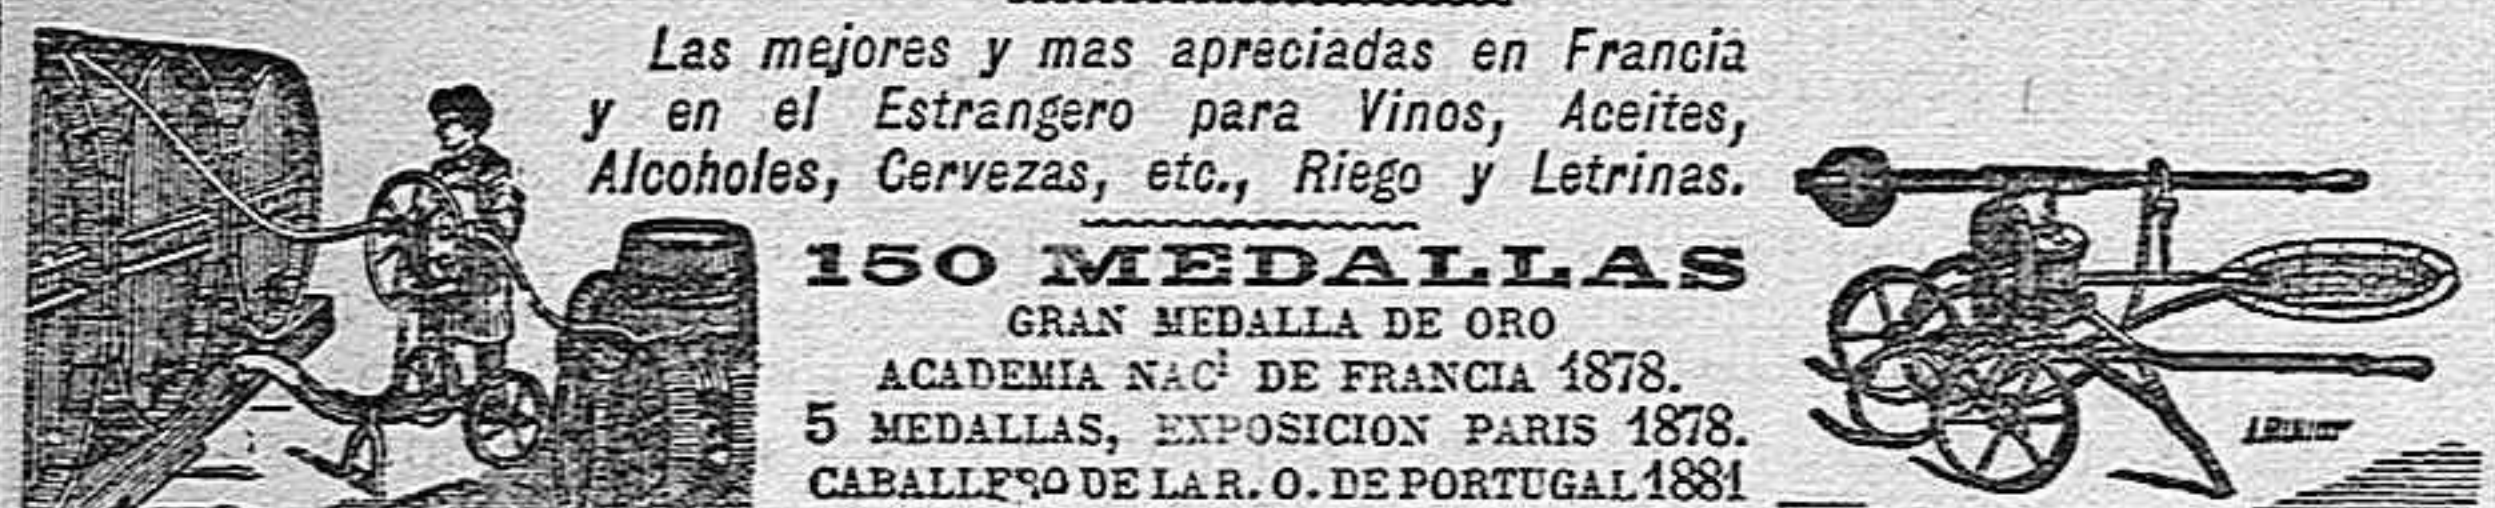 Las mejores y mas apreciadas en Francia
y en el Estrangero para Vinos, Aceites,
Alcoholes, Cervezas, etc., Riego y Letrinas.
150 MEDALLAS
GRAN MEDALLA DE ORO
ACADEMIA NACl DE FRANCIA 1878.
5 MEDALLAS, EXPOSICION PARIS 1878.
CABALLERO DE LA R. O. DE PORTUGAL 1881